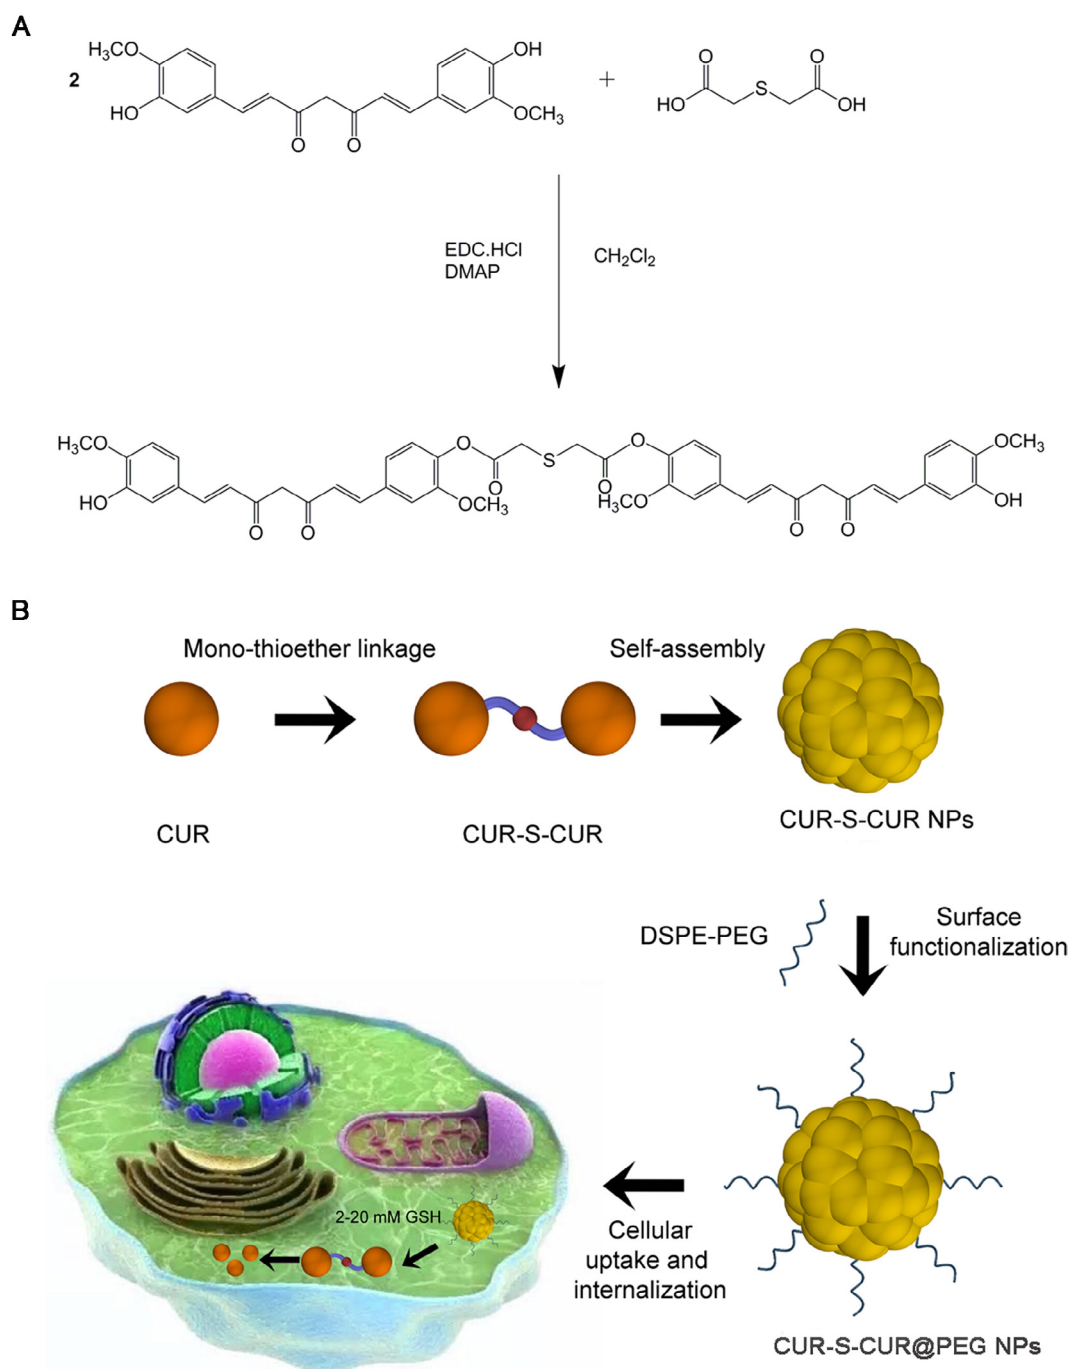 A
H₃CO
OH
2
HO
O
O
OCH₃
+
O
O
HO
S
OH
EDC.HCl
DMAP
CH₂Cl₂
H₃CO
HO
O
O
O
OCH₃
O
S
O
O
H₃CO
O
O
OCH₃
OH
B
Mono-thioether linkage
Self-assembly
CUR
CUR-S-CUR
CUR-S-CUR NPs
DSPE-PEG
Surface
functionalization
2-20 mM GSH
Cellular
uptake and
internalization
CUR-S-CUR@PEG NPs